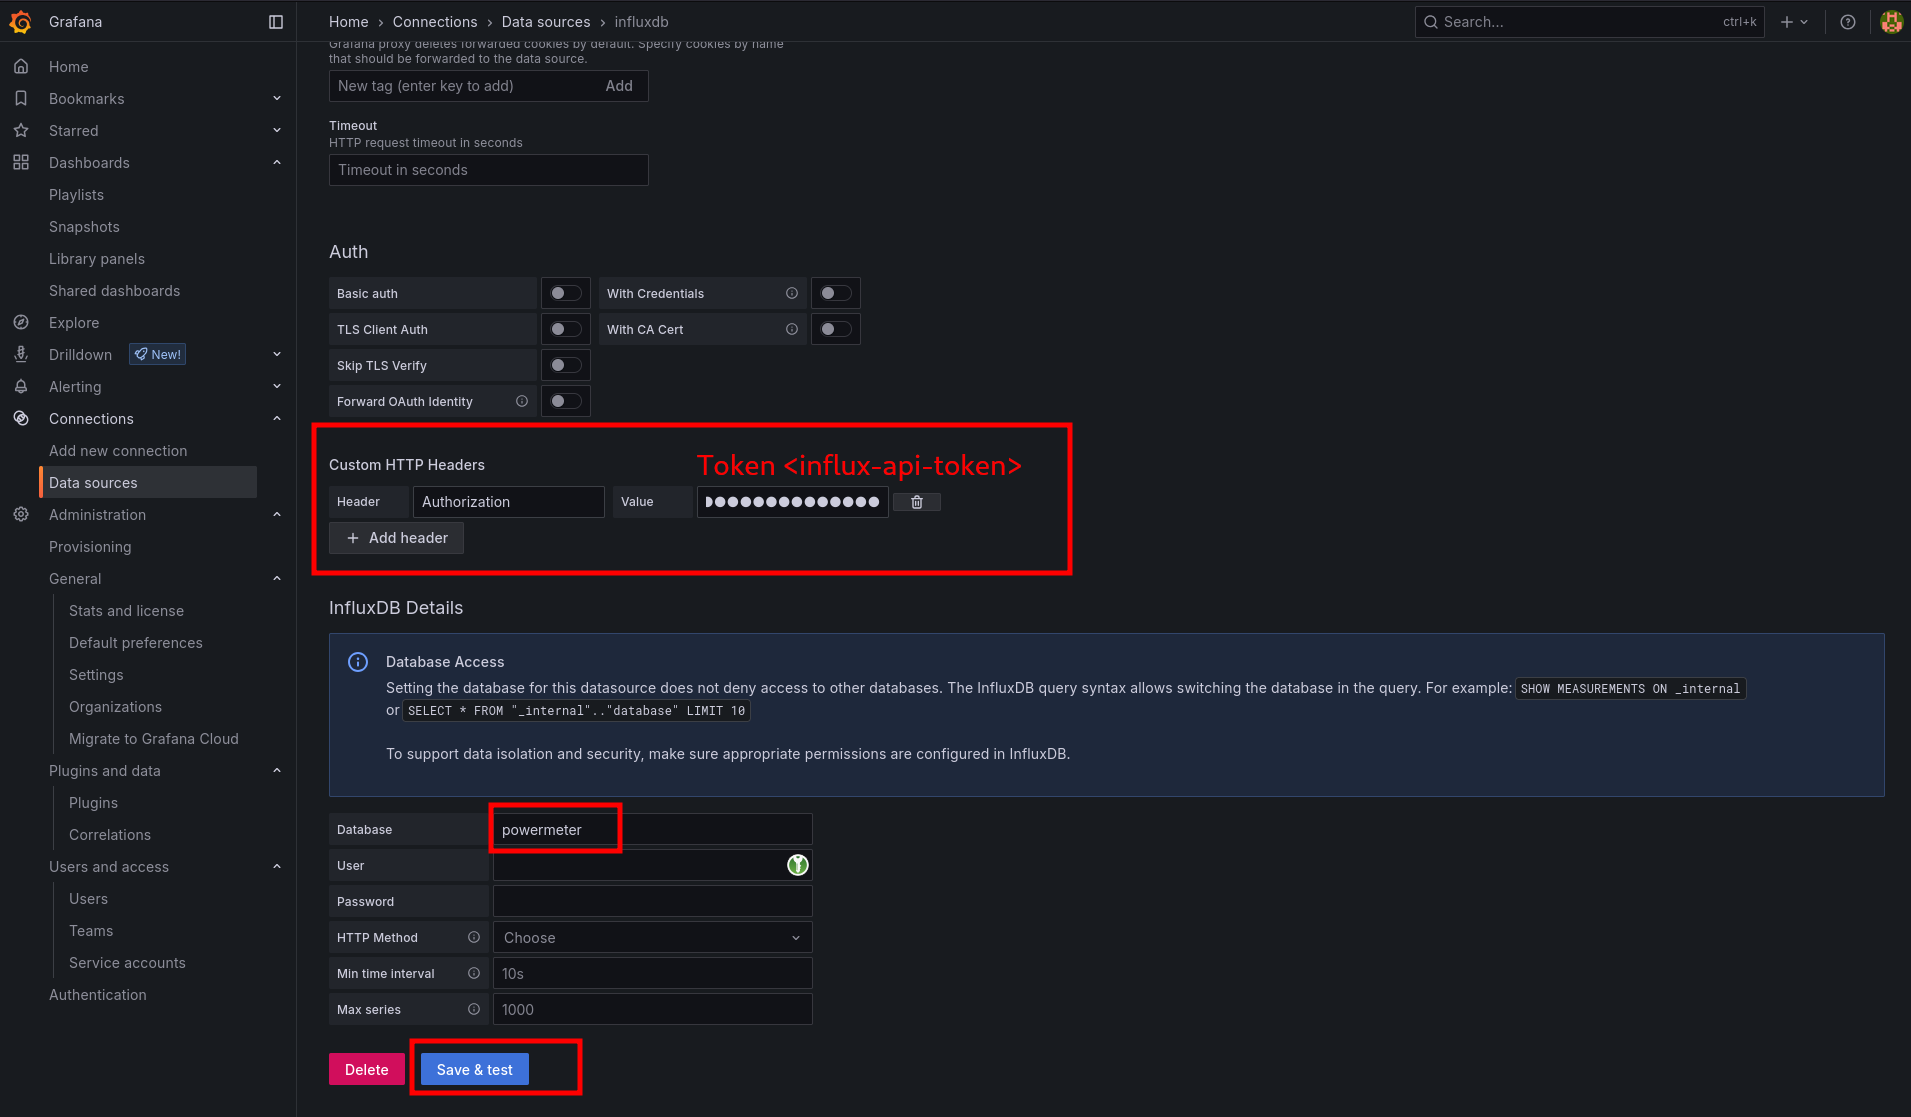 Grafana
Home › Connections › Data sources › influxdb
Search...
ctrl+k
Home
Bookmarks
Starred
Dashboards
Playlists
Snapshots
Library panels
Shared dashboards
Explore
Drilldown
New!
Alerting
Connections
Add new connection
Data sources
Administration
Provisioning
General
Stats and license
Default preferences
Settings
Organizations
Migrate to Grafana Cloud
Plugins and data
Plugins
Correlations
Users and access
Users
Teams
Service accounts
Authentication
Grafana proxy deletes forwarded cookies by default. Specify cookies by name
that should be forwarded to the data source.
New tag (enter key to add)
Add
Timeout
HTTP request timeout in seconds
Timeout in seconds
Auth
Basic auth
With Credentials
TLS Client Auth
With CA Cert
Skip TLS Verify
Forward OAuth Identity
Custom HTTP Headers
Token <influx-api-token>
Header
Authorization
Value
Add header
InfluxDB Details
Database Access
Setting the database for this datasource does not deny access to other databases. The InfluxDB query syntax allows switching the database in the query. For example: SHOW MEASUREMENTS ON _internal
or SELECT * FROM "_internal".."database" LIMIT 10
To support data isolation and security, make sure appropriate permissions are configured in InfluxDB.
Database
powermeter
User
Password
HTTP Method
Choose
Min time interval
10s
Max series
1000
Delete
Save & test